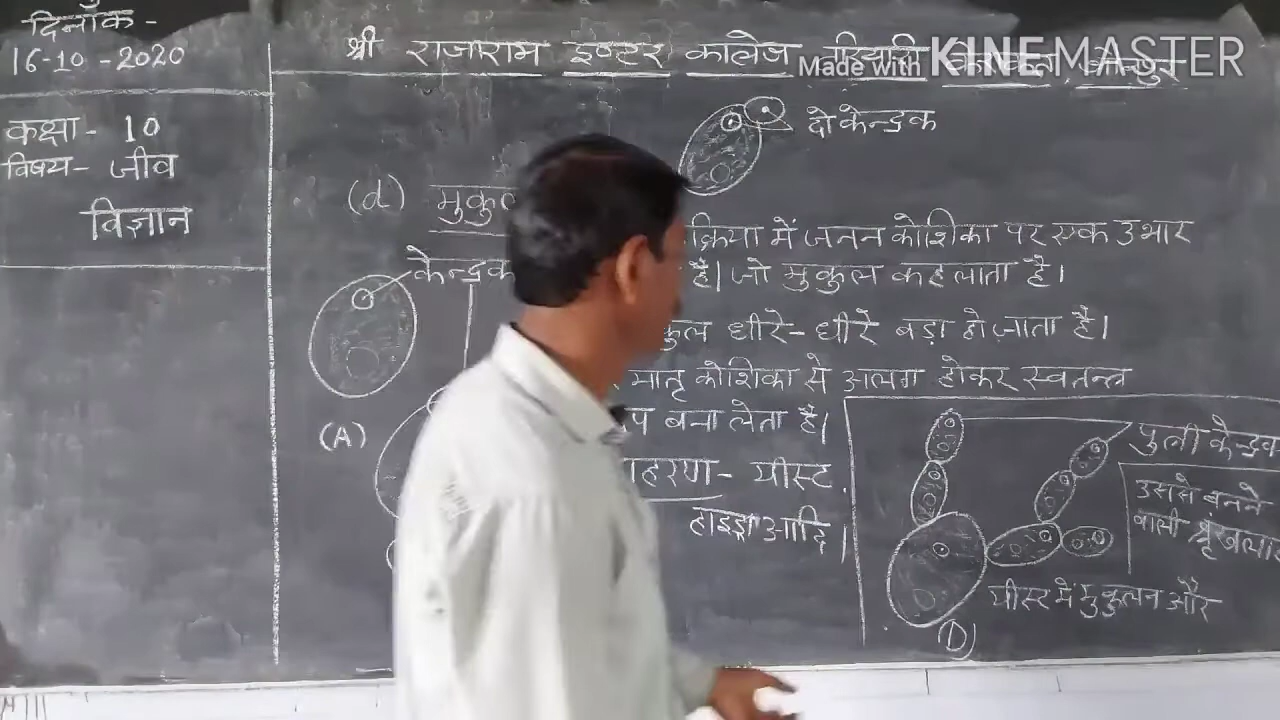 दिनाँक -
16-10-2020
श्री राजाराम इण्टर कालेज
Made with KINEMASTER
कक्षा- 10
विषय- जीव
विज्ञान
दो केन्द्रक
(d) मुकुल
क्रिया में जनन कोशिका पर एक उभार
केन्द्रक
है। जो मुकुल कहलाता है।
कुल धीरे-धीरे बड़ा हो जाता है।
मातृ कोशिका से अलग होकर स्वतन्त्र
(A)
प बना लेता है।
हरण- यीस्ट
हाइड्रा आदि।
पुत्री केन्द्रक
उससे बनने
वाली श्रृंखला
यीस्ट में मुकुलन और
(D)